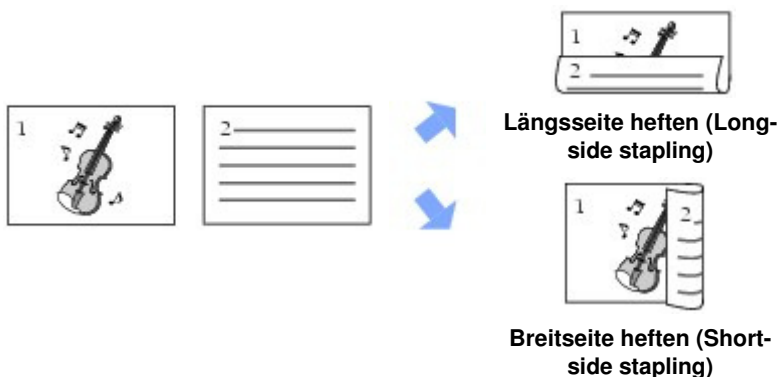 1
2
1
2
Längsseite heften (Long-
side stapling)
1
2
Breitseite heften (Short-
side stapling)